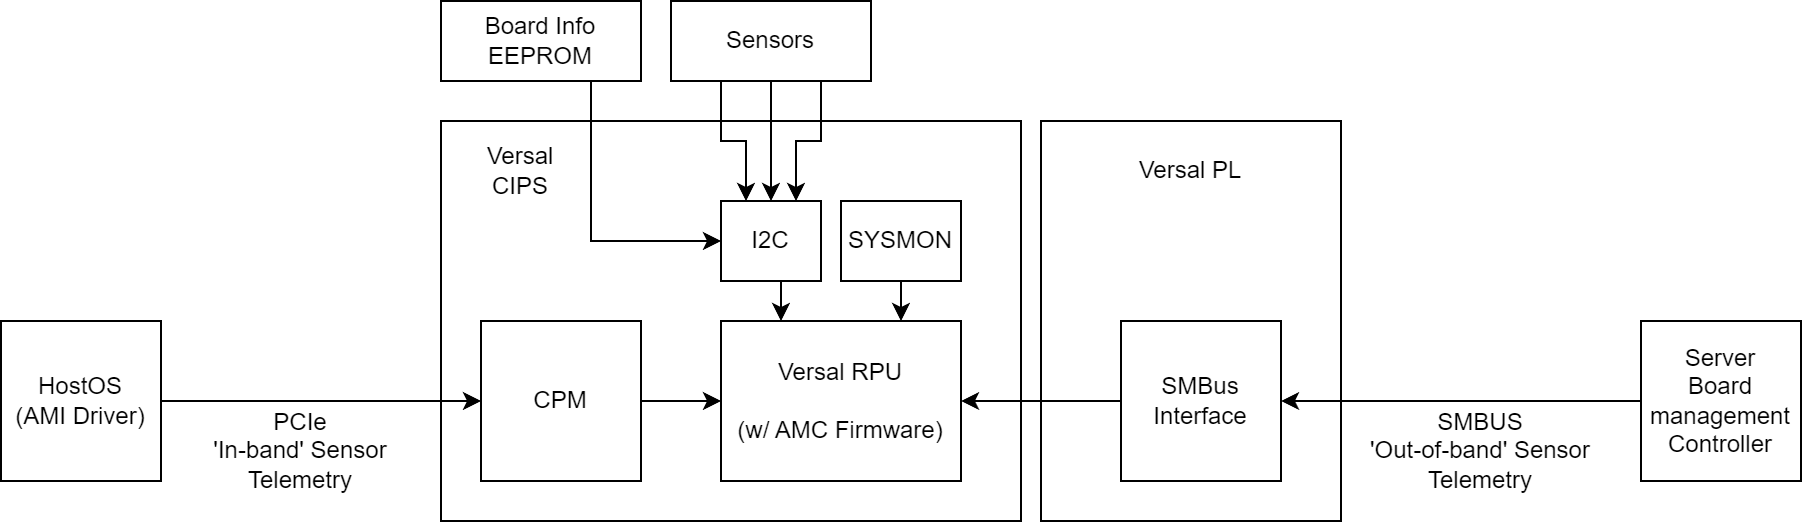 Board Info
EEPROM
Sensors
Versal
CIPS
Versal PL
I2C
SYSMON
HostOS
(AMI Driver)
PCIe
'In-band' Sensor
Telemetry
CPM
Versal RPU
(w/ AMC Firmware)
SMBus
Interface
SMBUS
'Out-of-band' Sensor
Telemetry
Server
Board
management
Controller